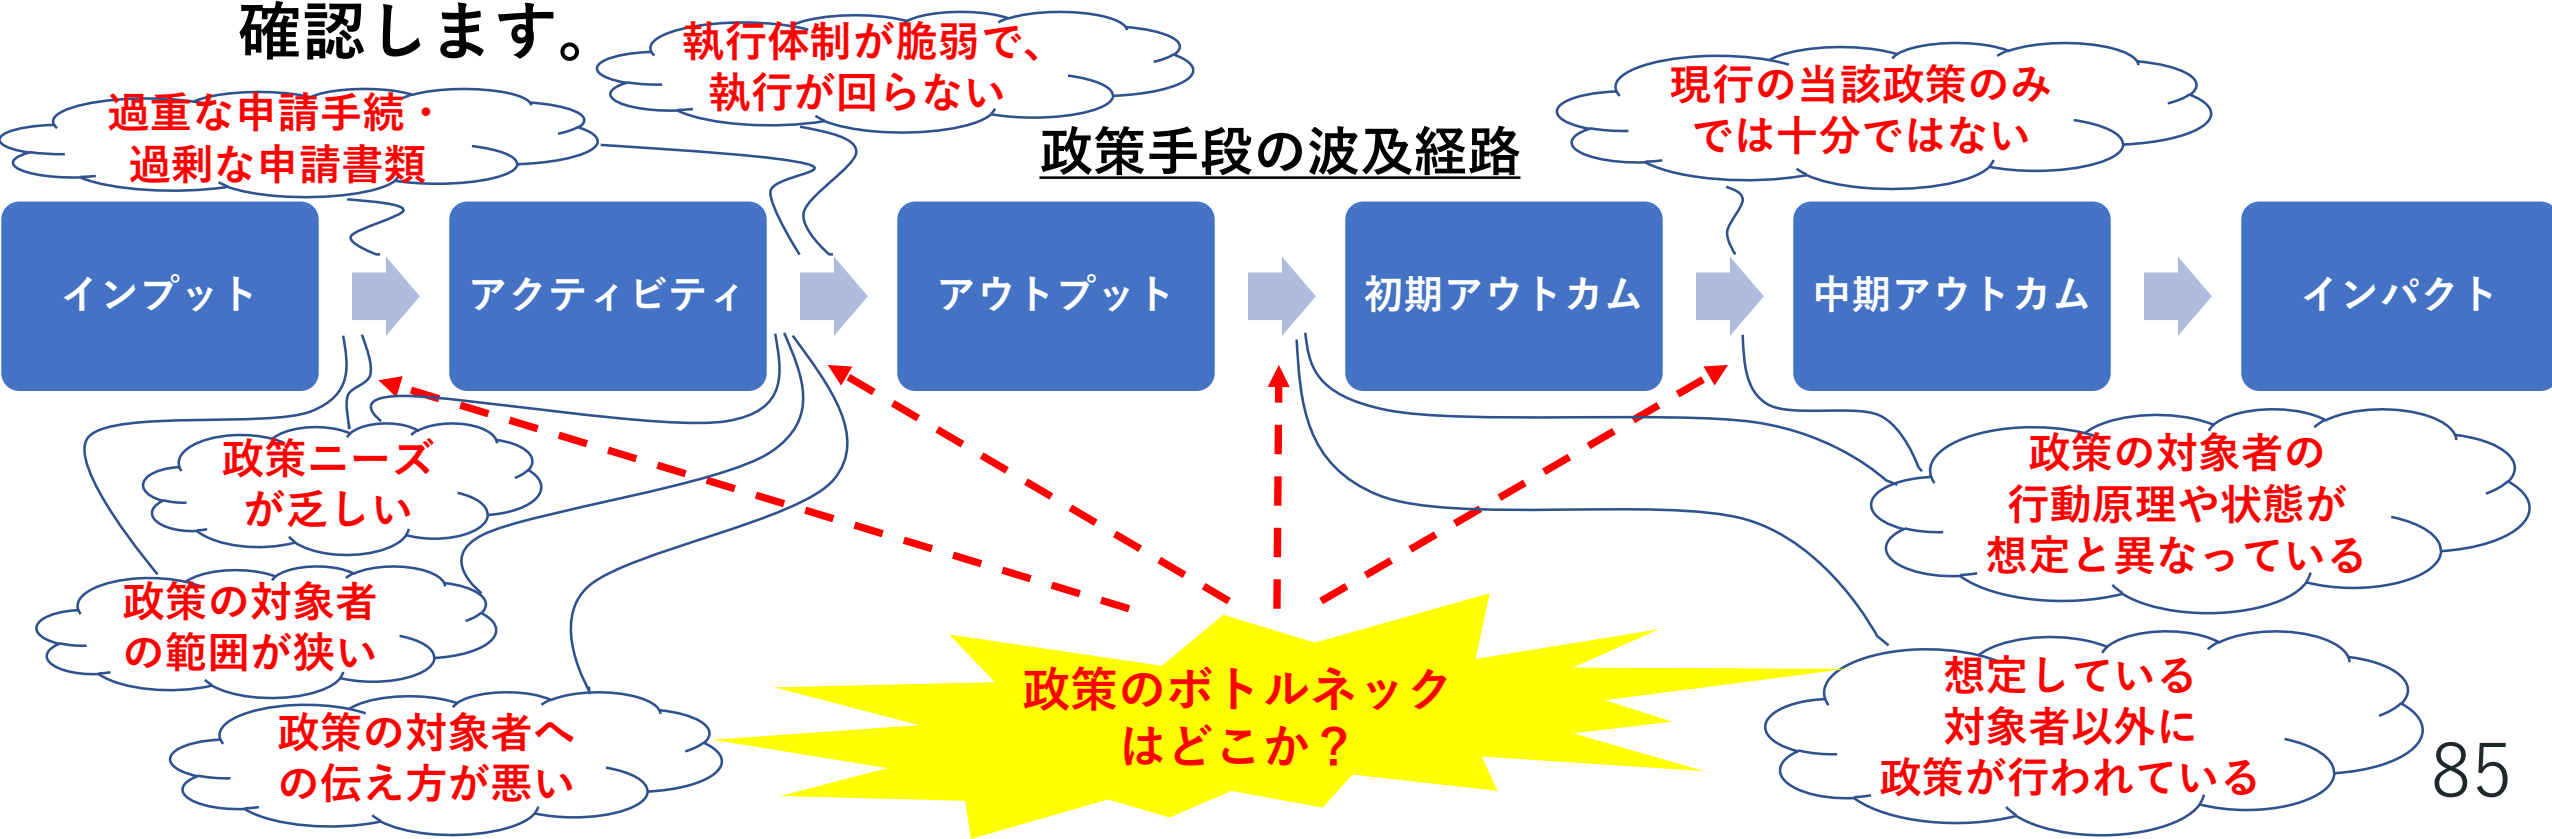 確認します。
執行体制が脆弱で、
執行が回らない
過重な申請手続・
過剰な申請書類
現行の当該政策のみ
では十分ではない
政策手段の波及経路
インプット
アクティビティ
アウトプット
初期アウトカム
中期アウトカム
インパクト
政策ニーズ
が乏しい
政策の対象者
の範囲が狭い
政策の対象者へ
の伝え方が悪い
政策のボトルネック
はどこか？
政策の対象者の
行動原理や状態が
想定と異なっている
想定している
対象者以外に
政策が行われている
85